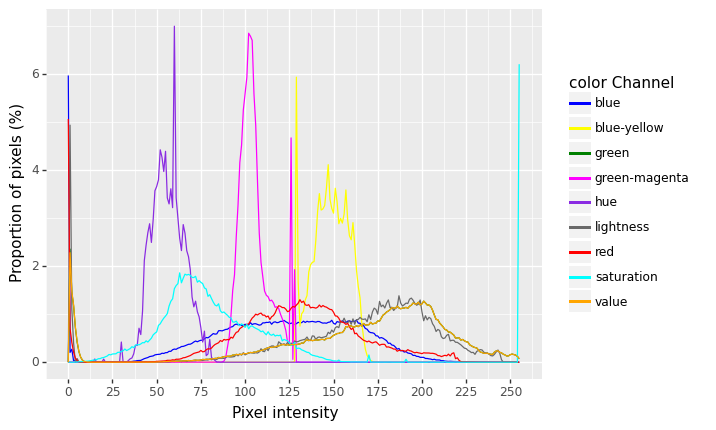 color Channel
blue
blue-yellow
green
green-magenta
hue
lightness
red
saturation
value
Proportion of pixels (%)
6
4
2
0
0 25 50 75 100 125 150 175 200 225 250
Pixel intensity